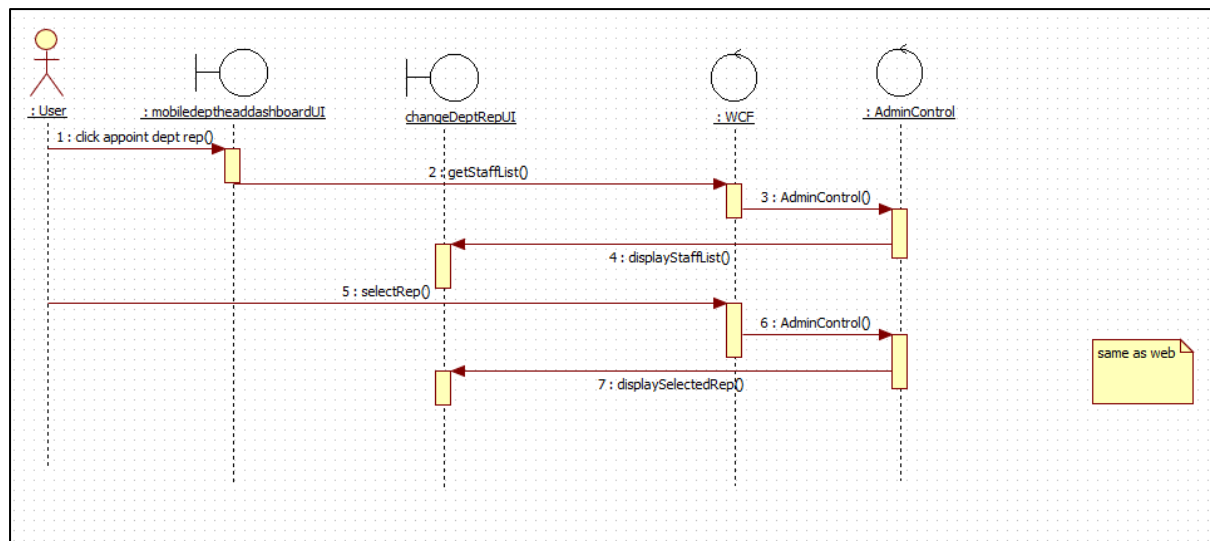 : User
: mobiledeptheaddashboardUI
changeDeptRepUI
: WCF
: AdminControl
1 : click appoint dept rep()
2 : getStaffList()
3 : AdminControl()
4 : displayStaffList()
5 : selectRep()
6 : AdminControl()
same as web
7 : displaySelectedRep()